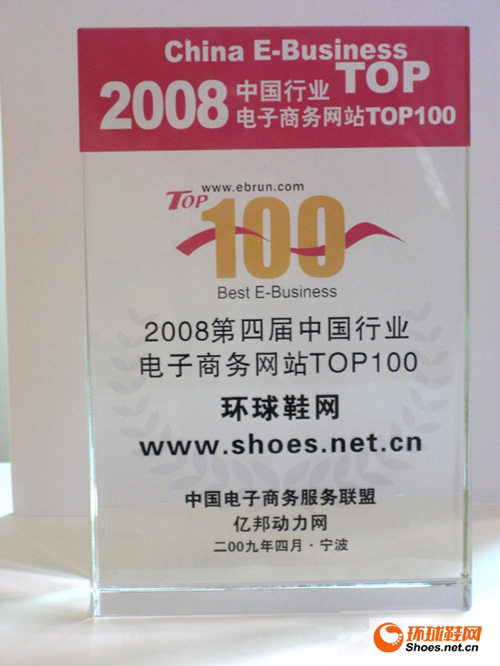 China E-Business
TOP
2008 中国行业
电子商务网站TOP100
www.ebrun.com
TOP
100
Best E-Business
2008第四届中国行业
电子商务网站TOP100
环球鞋网
www.shoes.net.cn
中国电子商务服务联盟
亿邦动力网
二00九年四月·宁波
环球鞋网
Shoes.net.cn